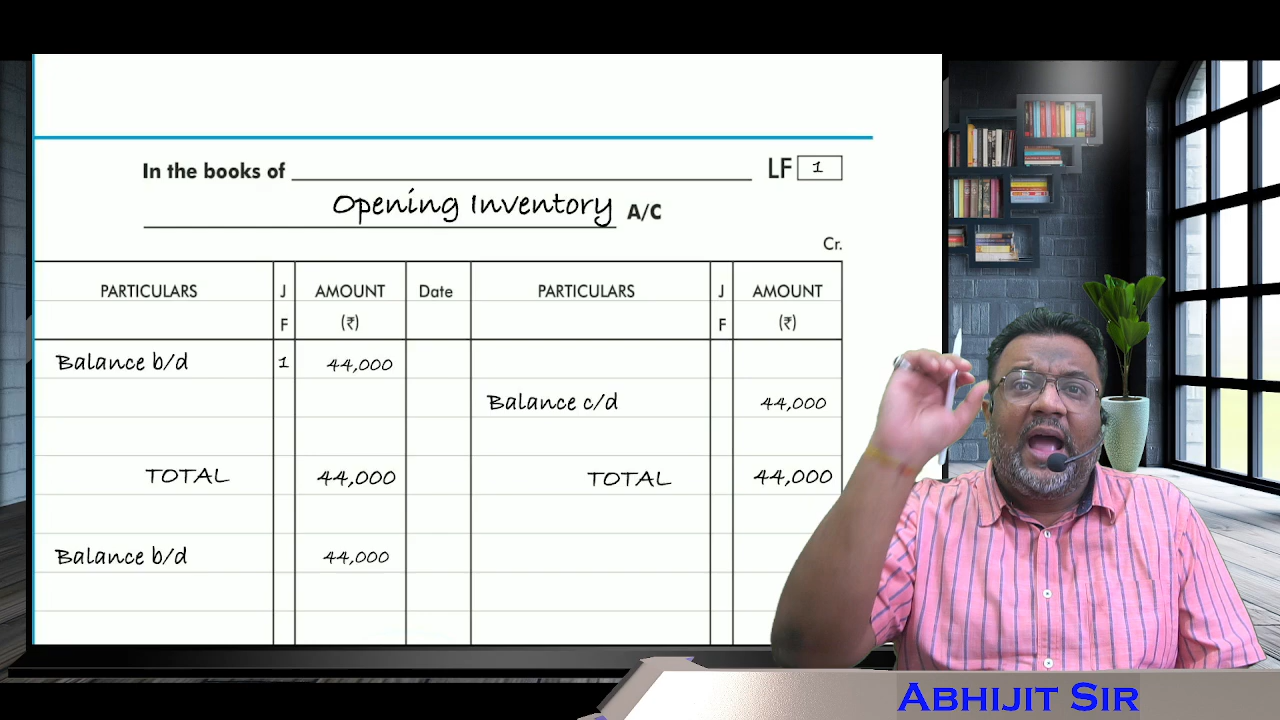 In the books of LF 1
Opening Inventory A/C
Cr.
PARTICULARS J AMOUNT Date PARTICULARS J AMOUNT
F (₹) F (₹)
Balance b/d 1 44,000
Balance c/d 44,000
TOTAL 44,000 TOTAL 44,000
Balance b/d 44,000
ABHIJIT SIR